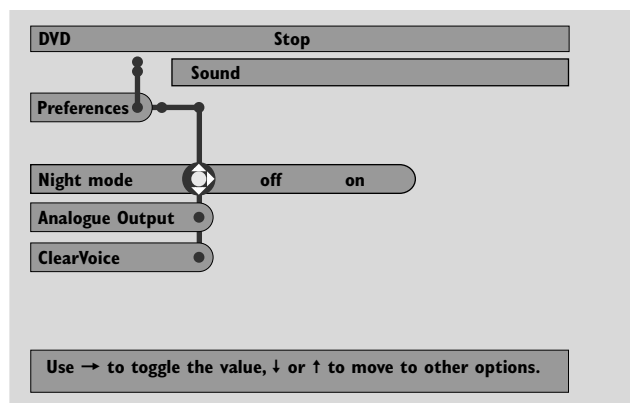 DVD Stop
Sound
Preferences
Night mode off on
Analogue Output
ClearVoice
Use → to toggle the value, ↓ or ↑ to move to other options.